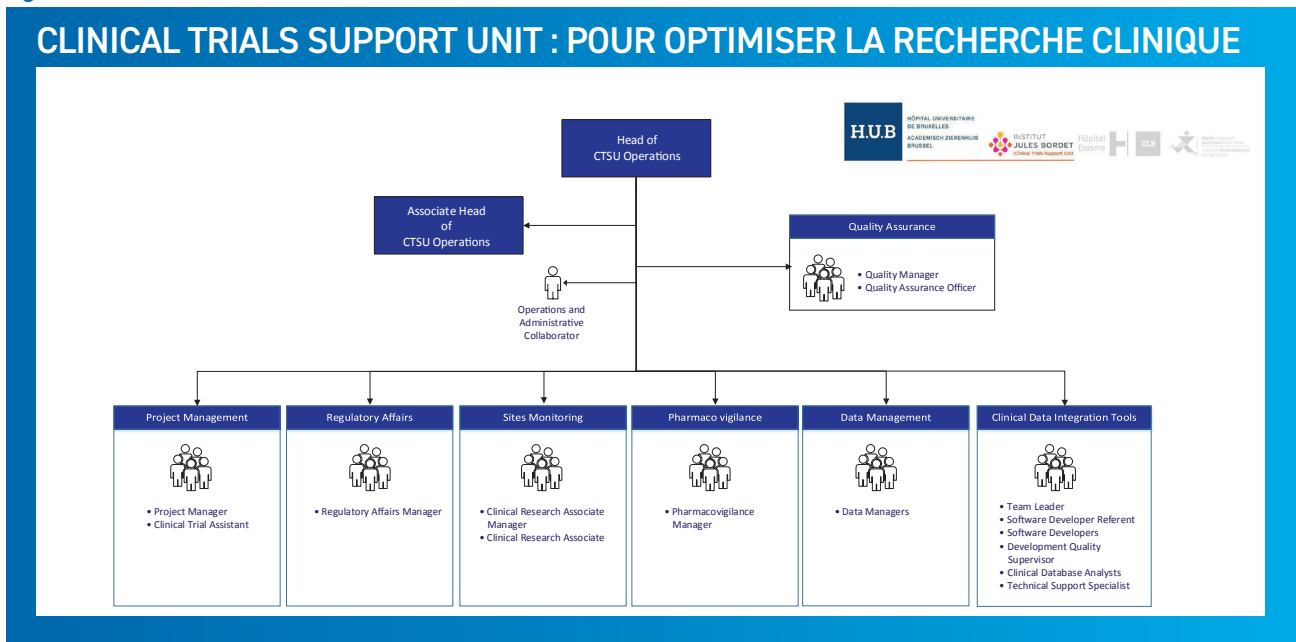 CLINICAL TRIALS SUPPORT UNIT : POUR OPTIMISER LA RECHERCHE CLINIQUE
H.U.B
HÔPITAL UNIVERSITAIRE
DE BRUXELLES
ACADEMISCH ZIEKENHUIS
BRUSSEL
INSTITUT
JULES BORDET
Clinical Trials Support Unit
Hôpital
Erasme
ULB
Head of
CTSU Operations
Associate Head
of
CTSU Operations
Quality Assurance
• Quality Manager
• Quality Assurance Officer
Operations and
Administrative
Collaborator
Project Management
• Project Manager
• Clinical Trial Assistant
Regulatory Affairs
• Regulatory Affairs Manager
Sites Monitoring
• Clinical Research Associate
Manager
• Clinical Research Associate
Pharmaco vigilance
• Pharmacovigilance
Manager
Data Management
• Data Managers
Clinical Data Integration Tools
• Team Leader
• Software Developer Referent
• Software Developers
• Development Quality
Supervisor
• Clinical Database Analysts
• Technical Support Specialist